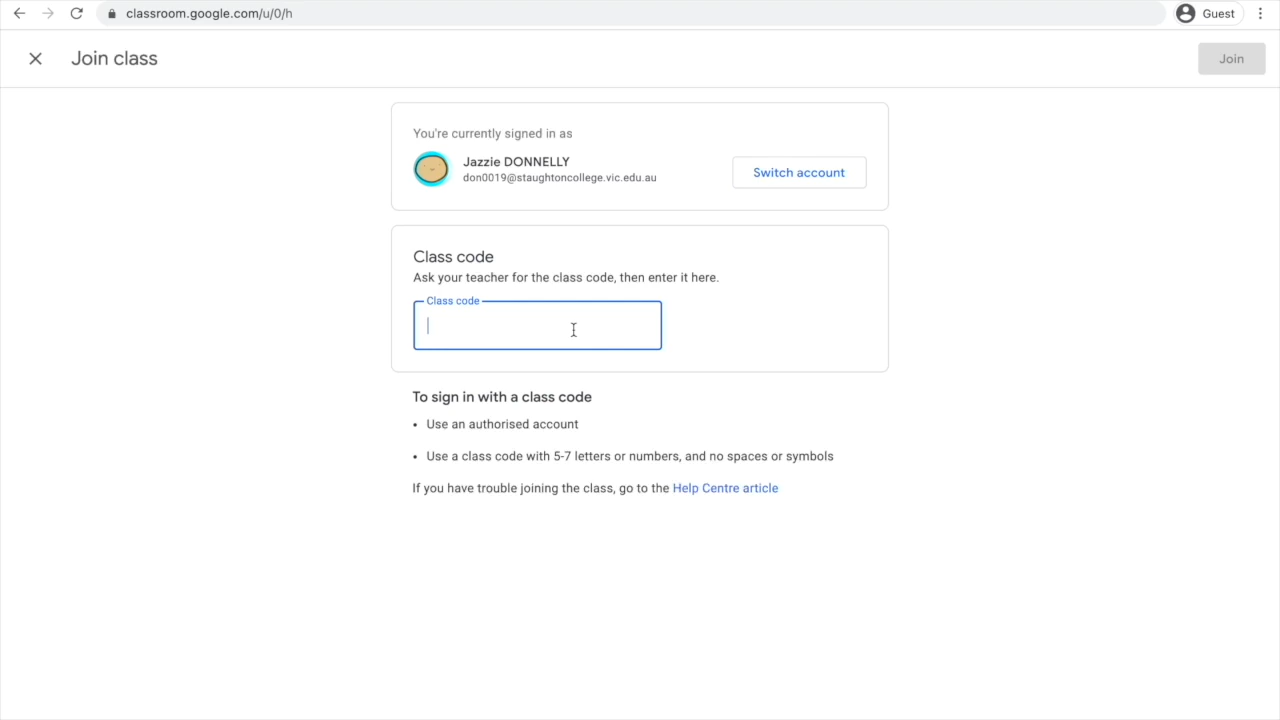 classroom.google.com/u/0/h
Guest
Join class
Join
You're currently signed in as
Jazzie DONNELLY
don0019@staughtoncollege.vic.edu.au
Switch account
Class code
Ask your teacher for the class code, then enter it here.
Class code
To sign in with a class code
• Use an authorised account
• Use a class code with 5-7 letters or numbers, and no spaces or symbols
If you have trouble joining the class, go to the Help Centre article